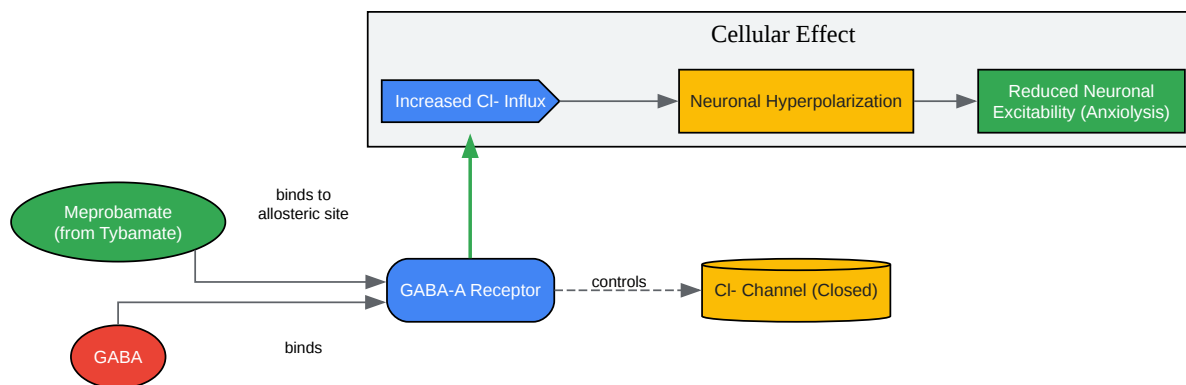 Cellular Effect
Increased Cl- Influx
Neuronal Hyperpolarization
Reduced Neuronal
Excitability (Anxiolysis)
Meprobamate
(from Tybamate)
binds to
allosteric site
GABA-A Receptor
controls
Cl- Channel (Closed)
GABA
binds